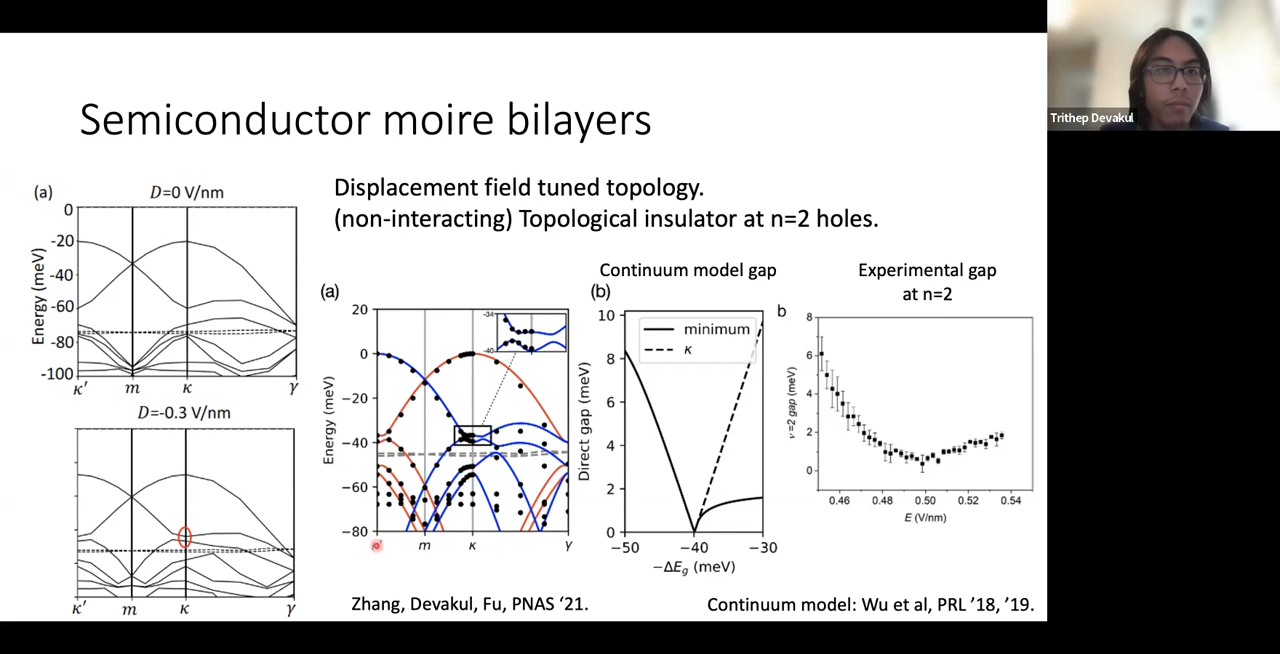 Trithep Devakul
Semiconductor moire bilayers
Displacement field tuned topology.
(non-interacting) Topological insulator at n=2 holes.
(a)
D=0 V/nm
Energy (meV)
0
-20
-40
-60
-80
-100
κ' m κ γ
D=-0.3 V/nm
κ' m κ γ
(a)
Energy (meV)
20
0
−20
−40
−60
−80
-34
-40
m κ γ
Continuum model gap
(b)
Direct gap (meV)
10
8
6
4
2
0
minimum
κ
−50 −40 −30
−ΔE_g (meV)
Experimental gap
at n=2
b
ν=2 gap (meV)
8
6
4
2
0
0.46 0.48 0.50 0.52 0.54
E (V/nm)
Zhang, Devakul, Fu, PNAS ‘21.
Continuum model: Wu et al, PRL ’18, ’19.